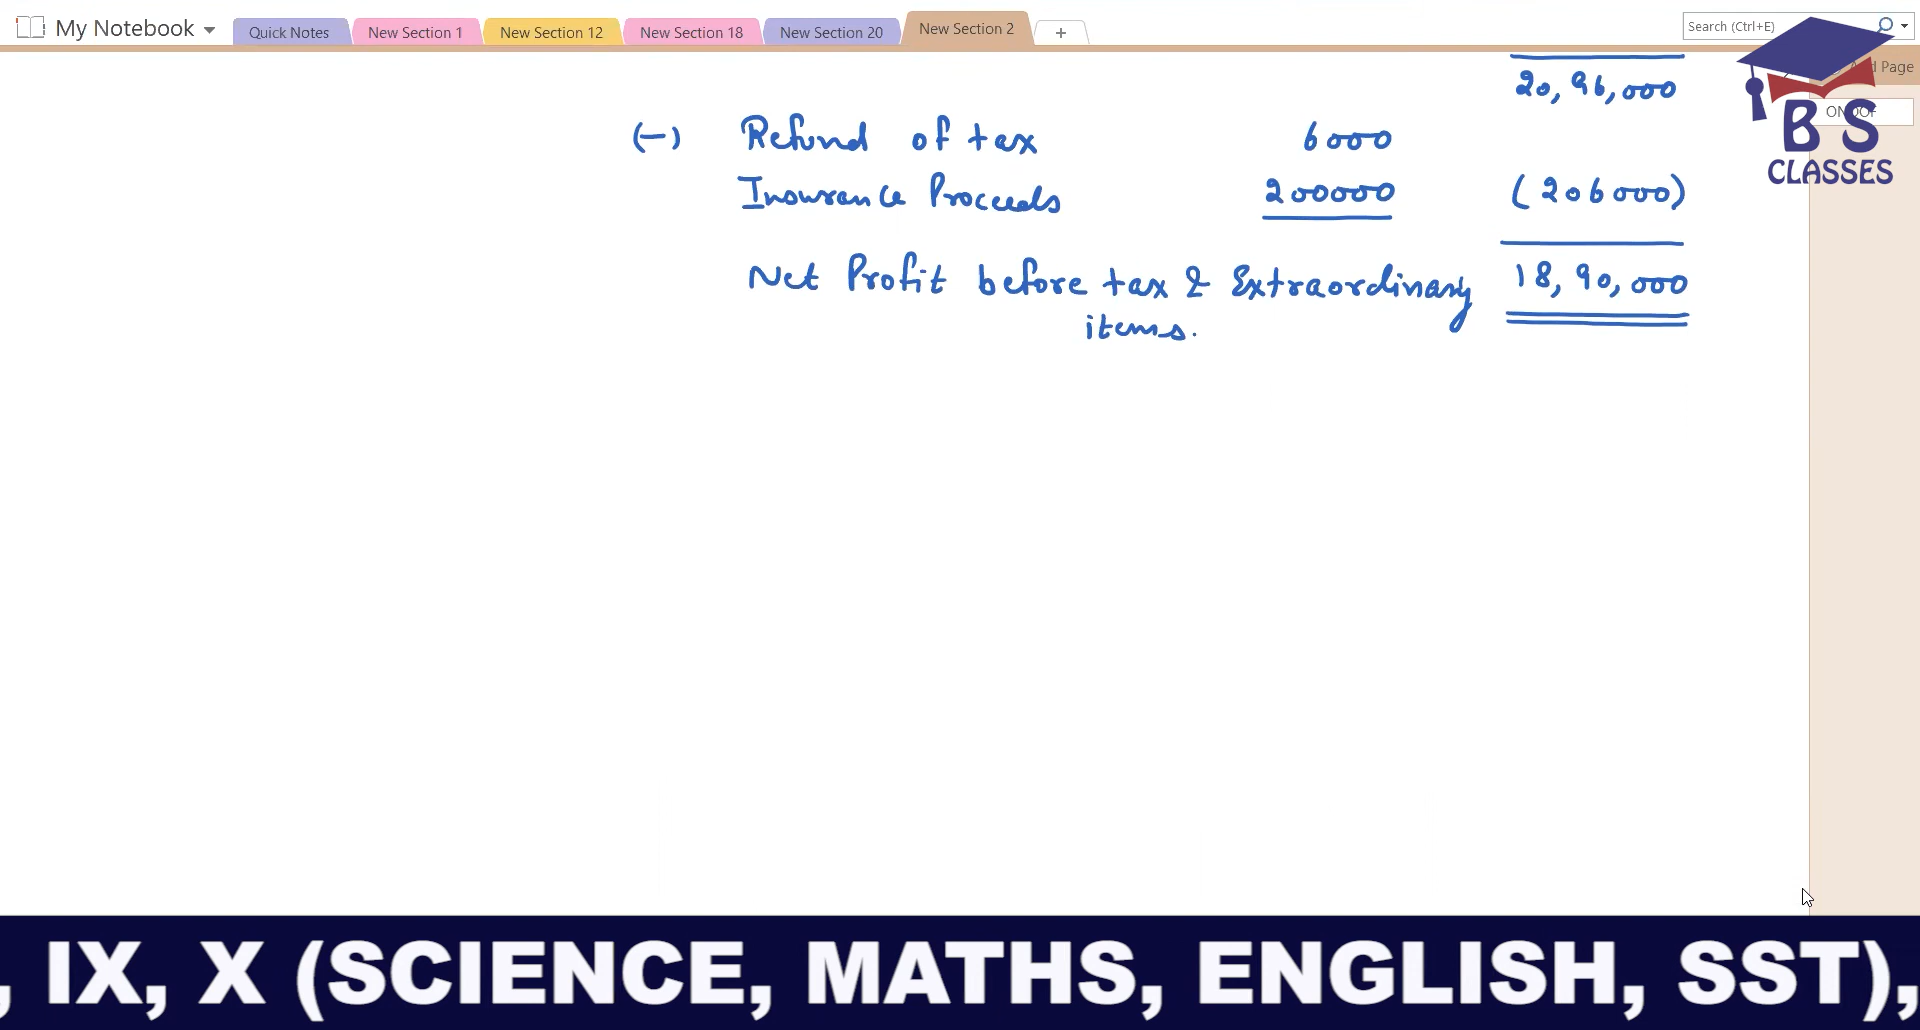 My Notebook
Quick Notes
New Section 1
New Section 12
New Section 18
New Section 20
New Section 2
+
Search (Ctrl+E)
d Page
B S
CLASSES
20,96,000
(-) Refund of tax 6000
Insurance Proceeds 200000 (206000)
Net Profit before tax & Extraordinary 18,90,000
items.
, IX, X (SCIENCE, MATHS, ENGLISH, SST),